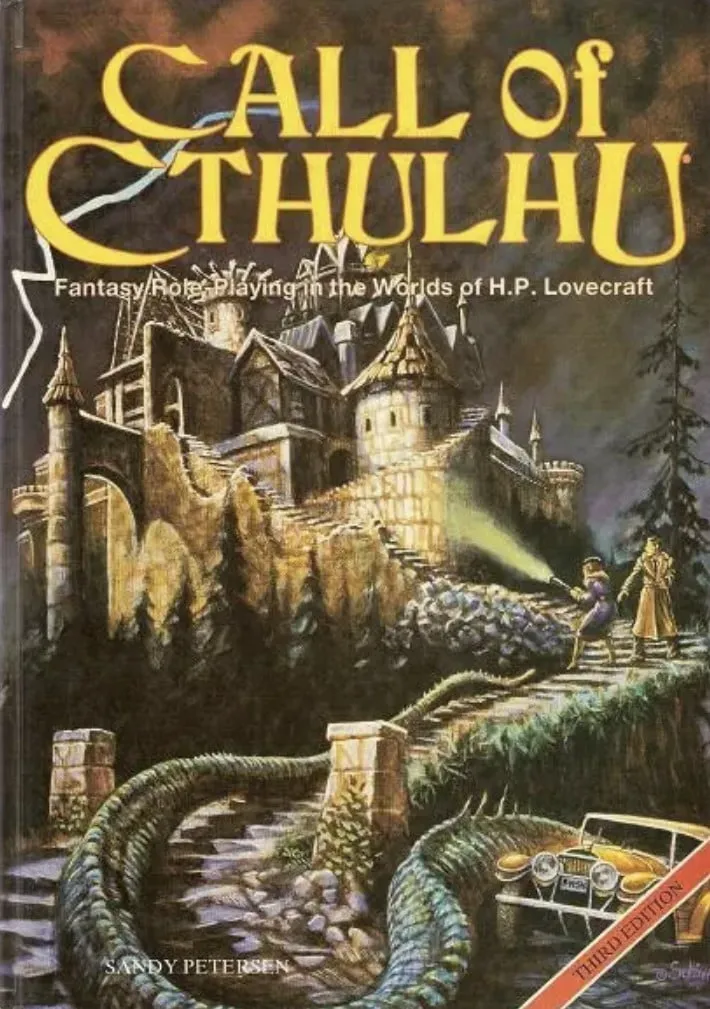 CALL OF
CTHULHU
Fantasy Role-Playing in the Worlds of H.P. Lovecraft
SANDY PETERSEN
THIRD EDITION